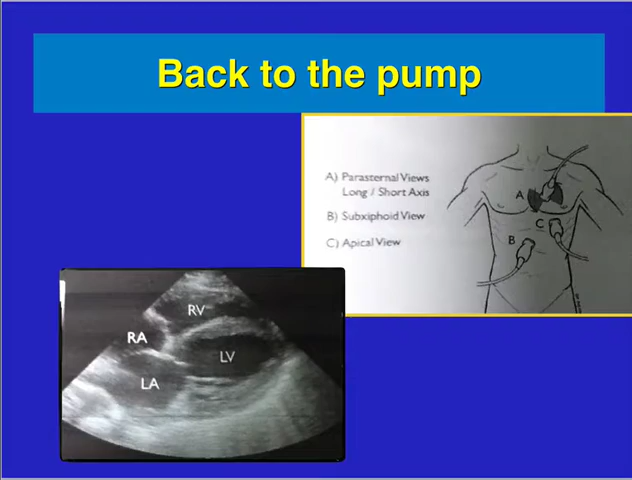 Back to the pump
A) Parasternal Views
Long / Short Axis
B) Subxiphoid View
C) Apical View
A
C
B
RV
RA
LV
LA